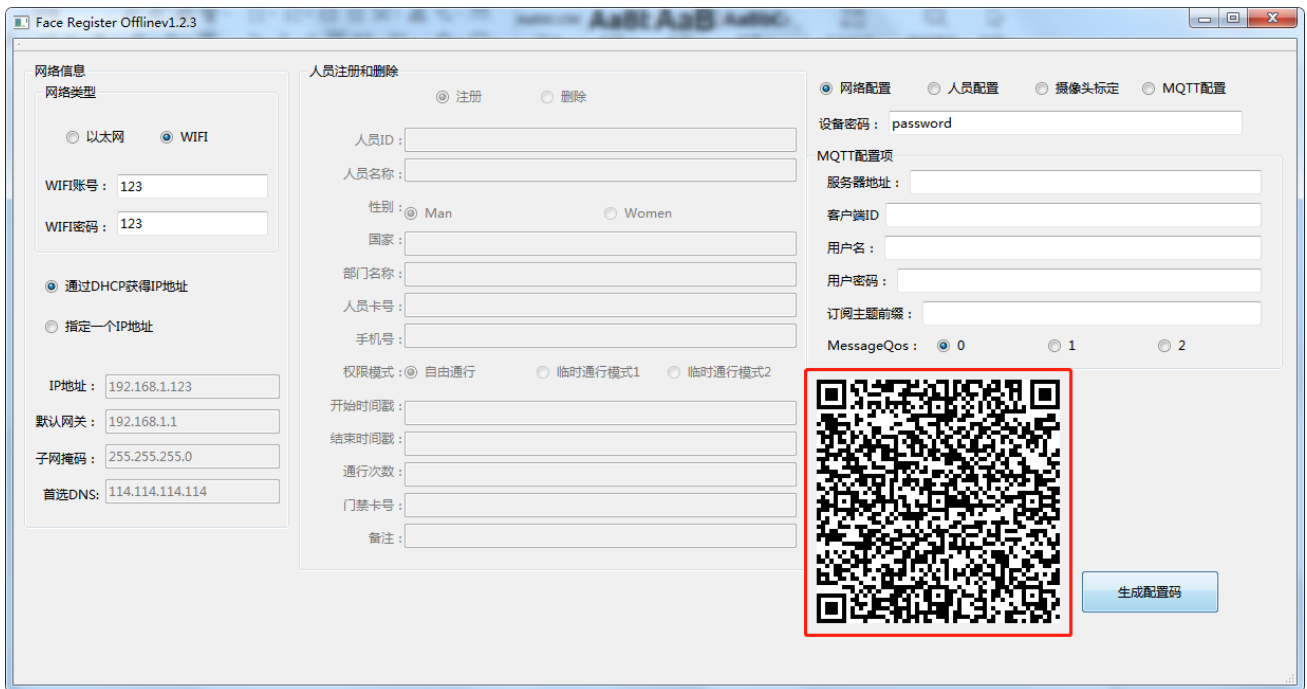 Face Register Offlinev1.2.3
网络信息
网络类型
以太网
WIFI
WIFI账号：
123
WIFI密码：
123
通过DHCP获得IP地址
指定一个IP地址
IP地址：
192.168.1.123
默认网关：
192.168.1.1
子网掩码：
255.255.255.0
首选DNS:
114.114.114.114
人员注册和删除
注册
删除
人员ID：
人员名称：
性别：
Man
Women
国家：
部门名称：
人员卡号：
手机号：
权限模式：
自由通行
临时通行模式1
临时通行模式2
开始时间戳：
结束时间戳：
通行次数：
门禁卡号：
备注：
网络配置
人员配置
摄像头标定
MQTT配置
设备密码：
password
MQTT配置项
服务器地址：
客户端ID
用户名：
用户密码：
订阅主题前缀：
MessageQos：
0
1
2
生成配置码